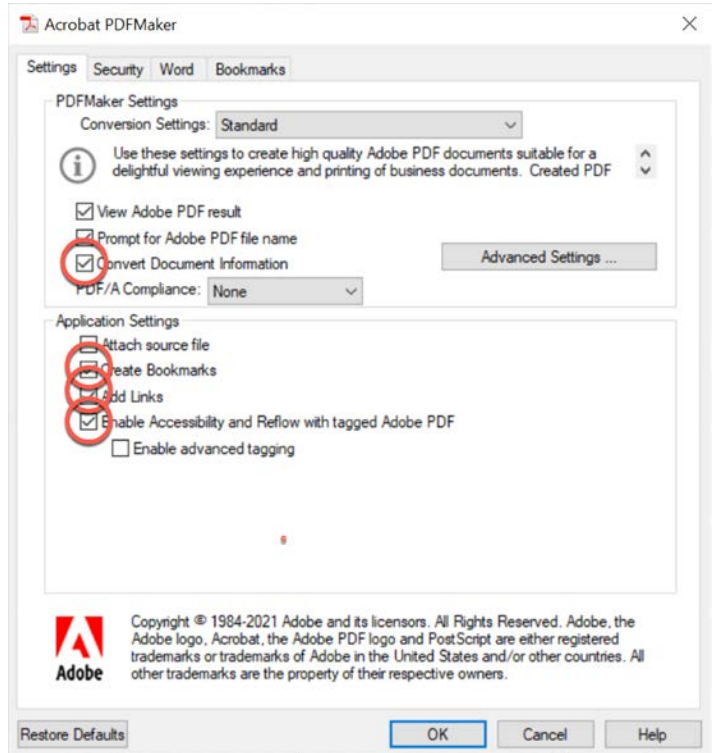 Acrobat PDFMaker
Settings Security Word Bookmarks
PDFMaker Settings
Conversion Settings: Standard
Use these settings to create high quality Adobe PDF documents suitable for a
delightful viewing experience and printing of business documents. Created PDF
View Adobe PDF result
Prompt for Adobe PDF file name
Convert Document Information
Advanced Settings ...
PDF/A Compliance: None
Application Settings
Attach source file
Create Bookmarks
Add Links
Enable Accessibility and Reflow with tagged Adobe PDF
Enable advanced tagging
Copyright © 1984-2021 Adobe and its licensors. All Rights Reserved. Adobe, the
Adobe logo, Acrobat, the Adobe PDF logo and PostScript are either registered
trademarks or trademarks of Adobe in the United States and/or other countries. All
other trademarks are the property of their respective owners.
Adobe
Restore Defaults OK Cancel Help